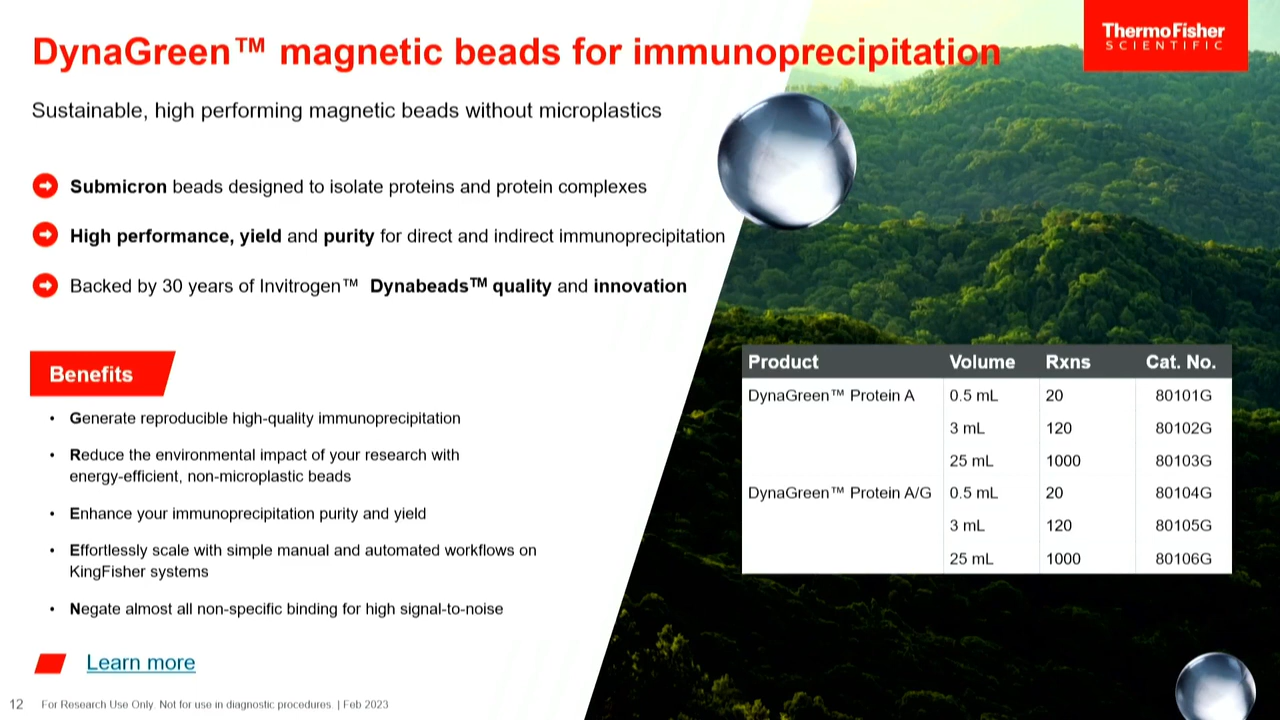 DynaGreen™ magnetic beads for immunoprecipitation
ThermoFisher
SCIENTIFIC
Sustainable, high performing magnetic beads without microplastics
Submicron beads designed to isolate proteins and protein complexes
High performance, yield and purity for direct and indirect immunoprecipitation
Backed by 30 years of Invitrogen™ Dynabeads™ quality and innovation
Benefits
• Generate reproducible high-quality immunoprecipitation
• Reduce the environmental impact of your research with
energy-efficient, non-microplastic beads
• Enhance your immunoprecipitation purity and yield
• Effortlessly scale with simple manual and automated workflows on
KingFisher systems
• Negate almost all non-specific binding for high signal-to-noise
Learn more
Product Volume Rxns Cat. No.
DynaGreen™ Protein A 0.5 mL 20 80101G
3 mL 120 80102G
25 mL 1000 80103G
DynaGreen™ Protein A/G 0.5 mL 20 80104G
3 mL 120 80105G
25 mL 1000 80106G
12 For Research Use Only. Not for use in diagnostic procedures. | Feb 2023